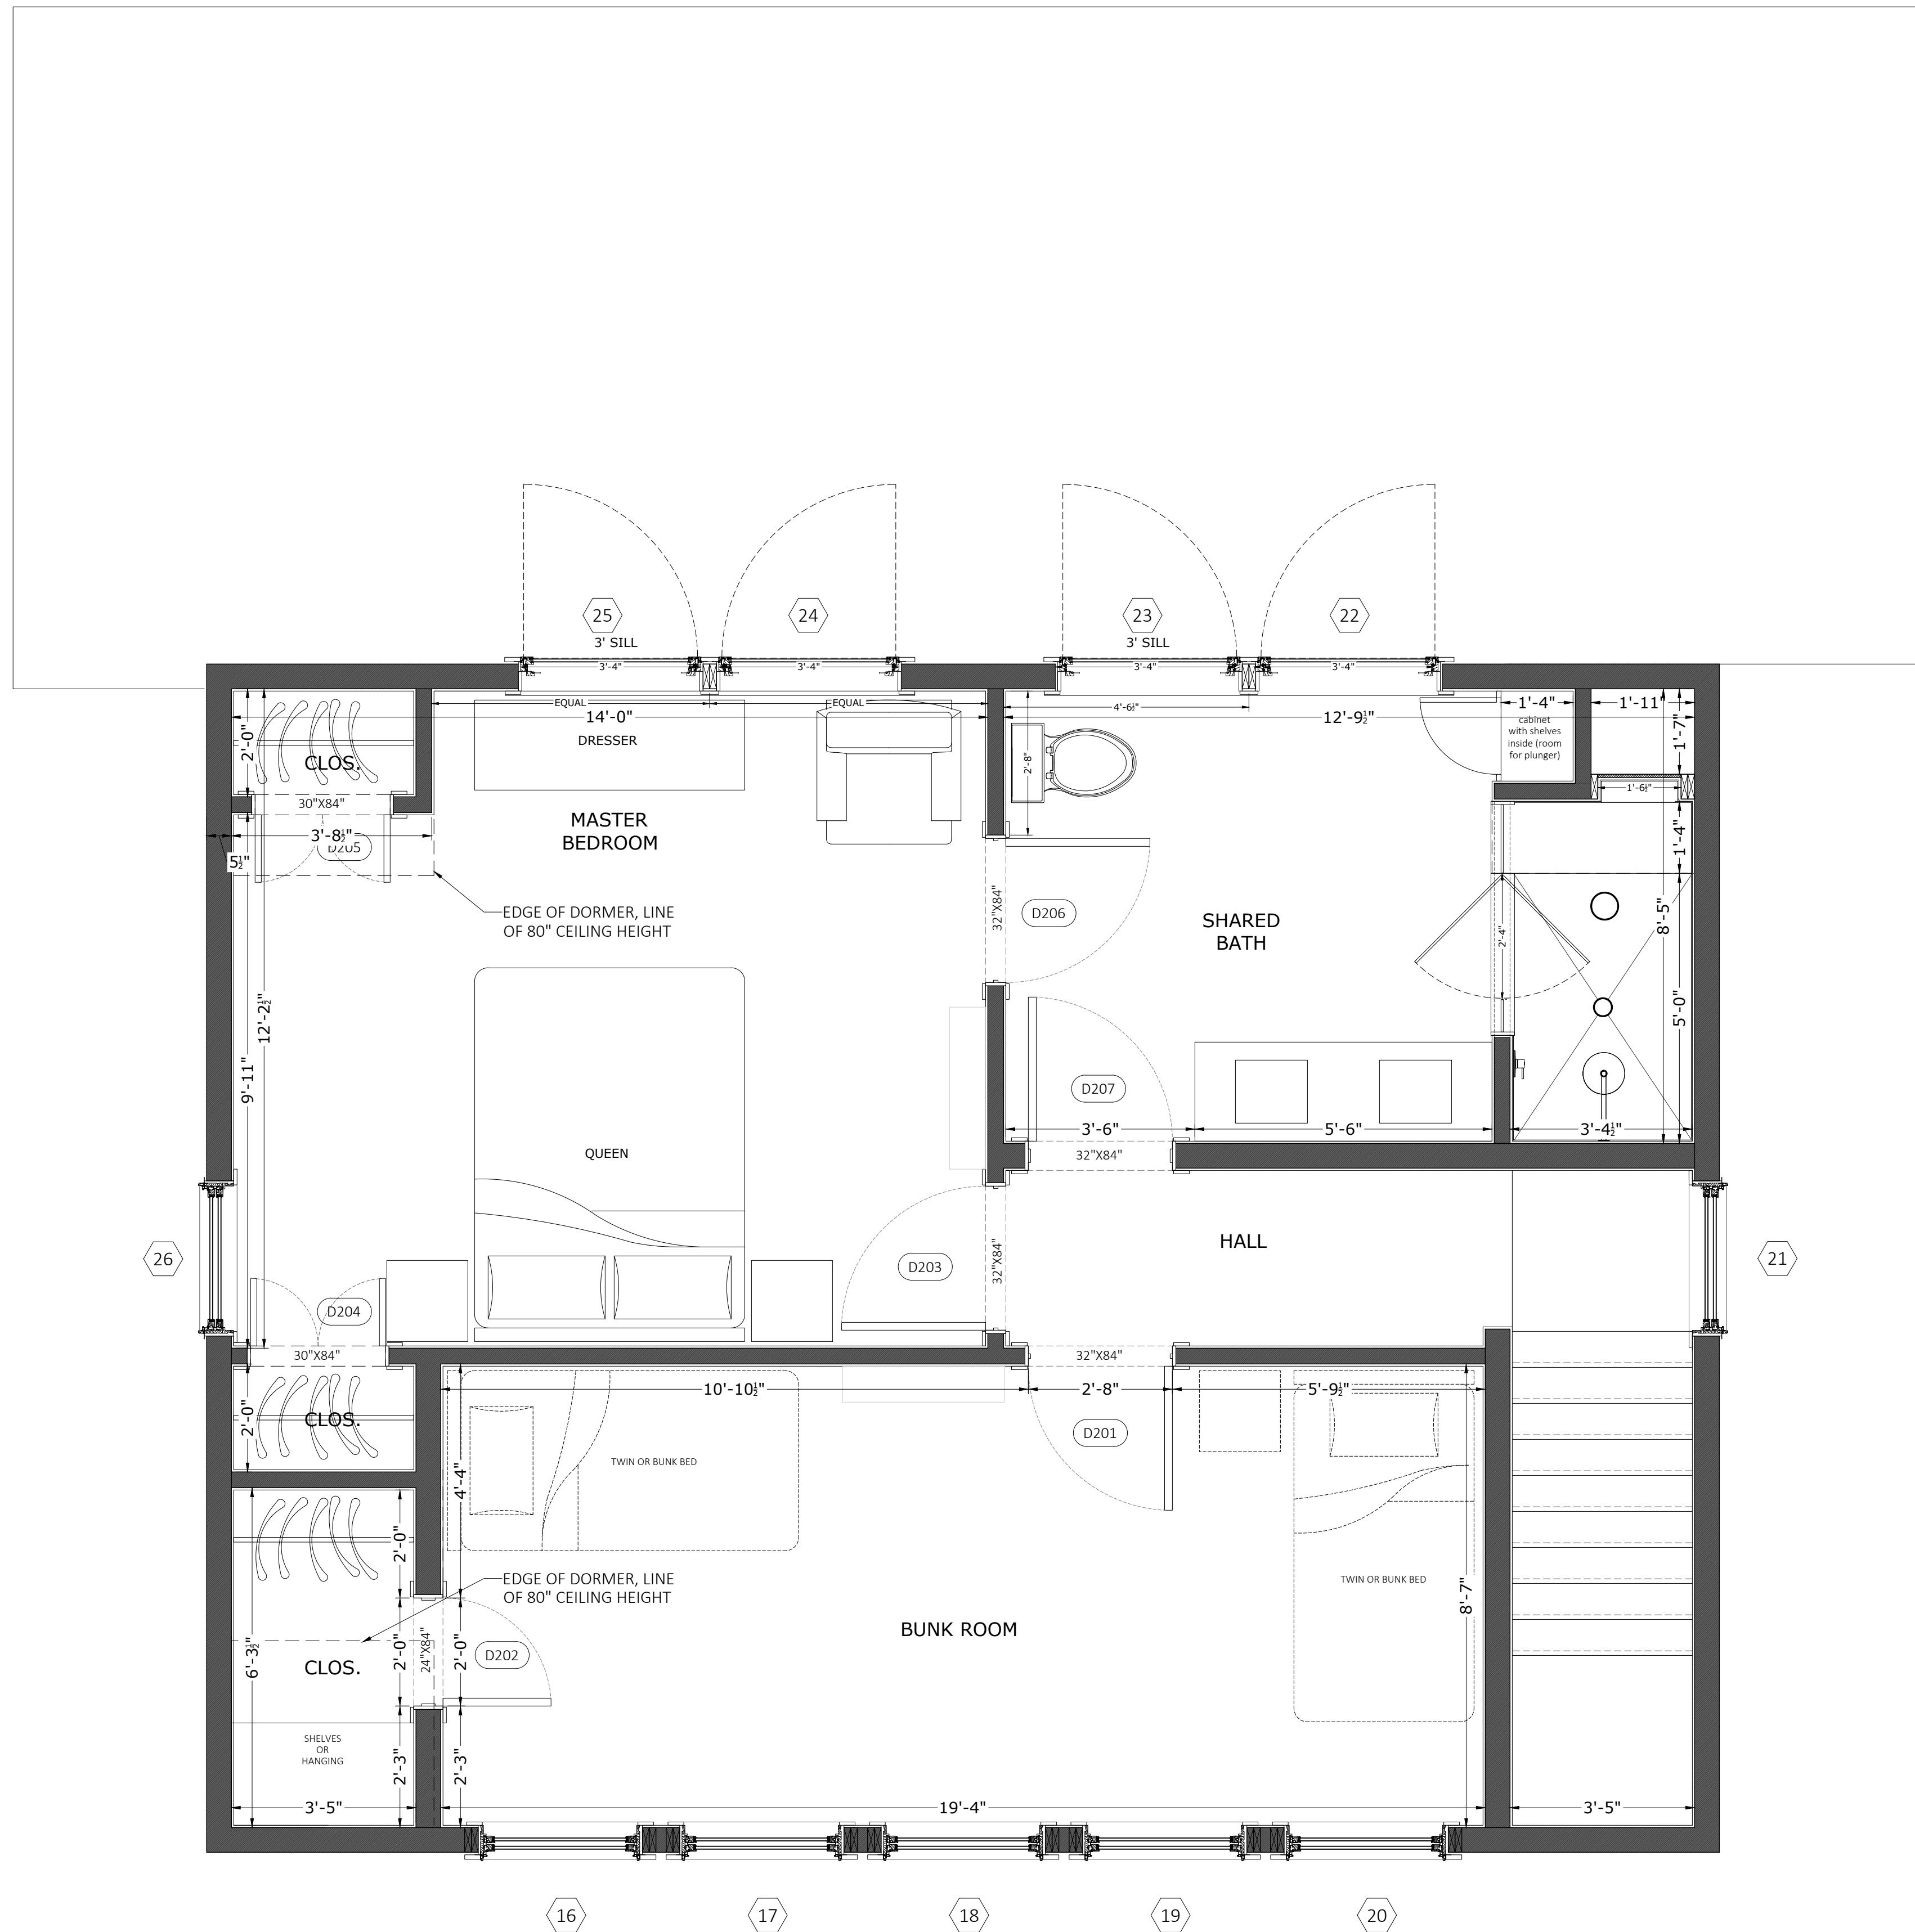 25
24
23
22
3' SILL
3' SILL
3'-4"
3'-4"
3'-4"
3'-4"
EQUAL
EQUAL
14'-0"
4'-6½"
12'-9½"
1'-4"
1'-11"
DRESSER
cabinet
with shelves
inside (room
for plunger)
2'-0"
CLOS.
2'-8"
1'-7"
30"X84"
1'-6½"
MASTER
BEDROOM
3'-8½"
D205
5½"
1'-4"
EDGE OF DORMER, LINE
OF 80" CEILING HEIGHT
32"X84"
D206
SHARED
BATH
2'-4"
8'-5"
12'-2½"
9'-11"
5'-0"
D207
3'-6"
5'-6"
3'-4½"
QUEEN
32"X84"
HALL
26
21
D203
32"X84"
D204
30"X84"
32"X84"
10'-10½"
2'-8"
5'-9½"
2'-0"
CLOS.
D201
TWIN OR BUNK BED
4'-4"
2'-0"
EDGE OF DORMER, LINE
OF 80" CEILING HEIGHT
TWIN OR BUNK BED
8'-7"
BUNK ROOM
6'-3½"
2'-0"
24"X84"
2'-0"
D202
CLOS.
SHELVES
OR
HANGING
2'-3"
2'-3"
3'-5"
19'-4"
3'-5"
16
17
18
19
20